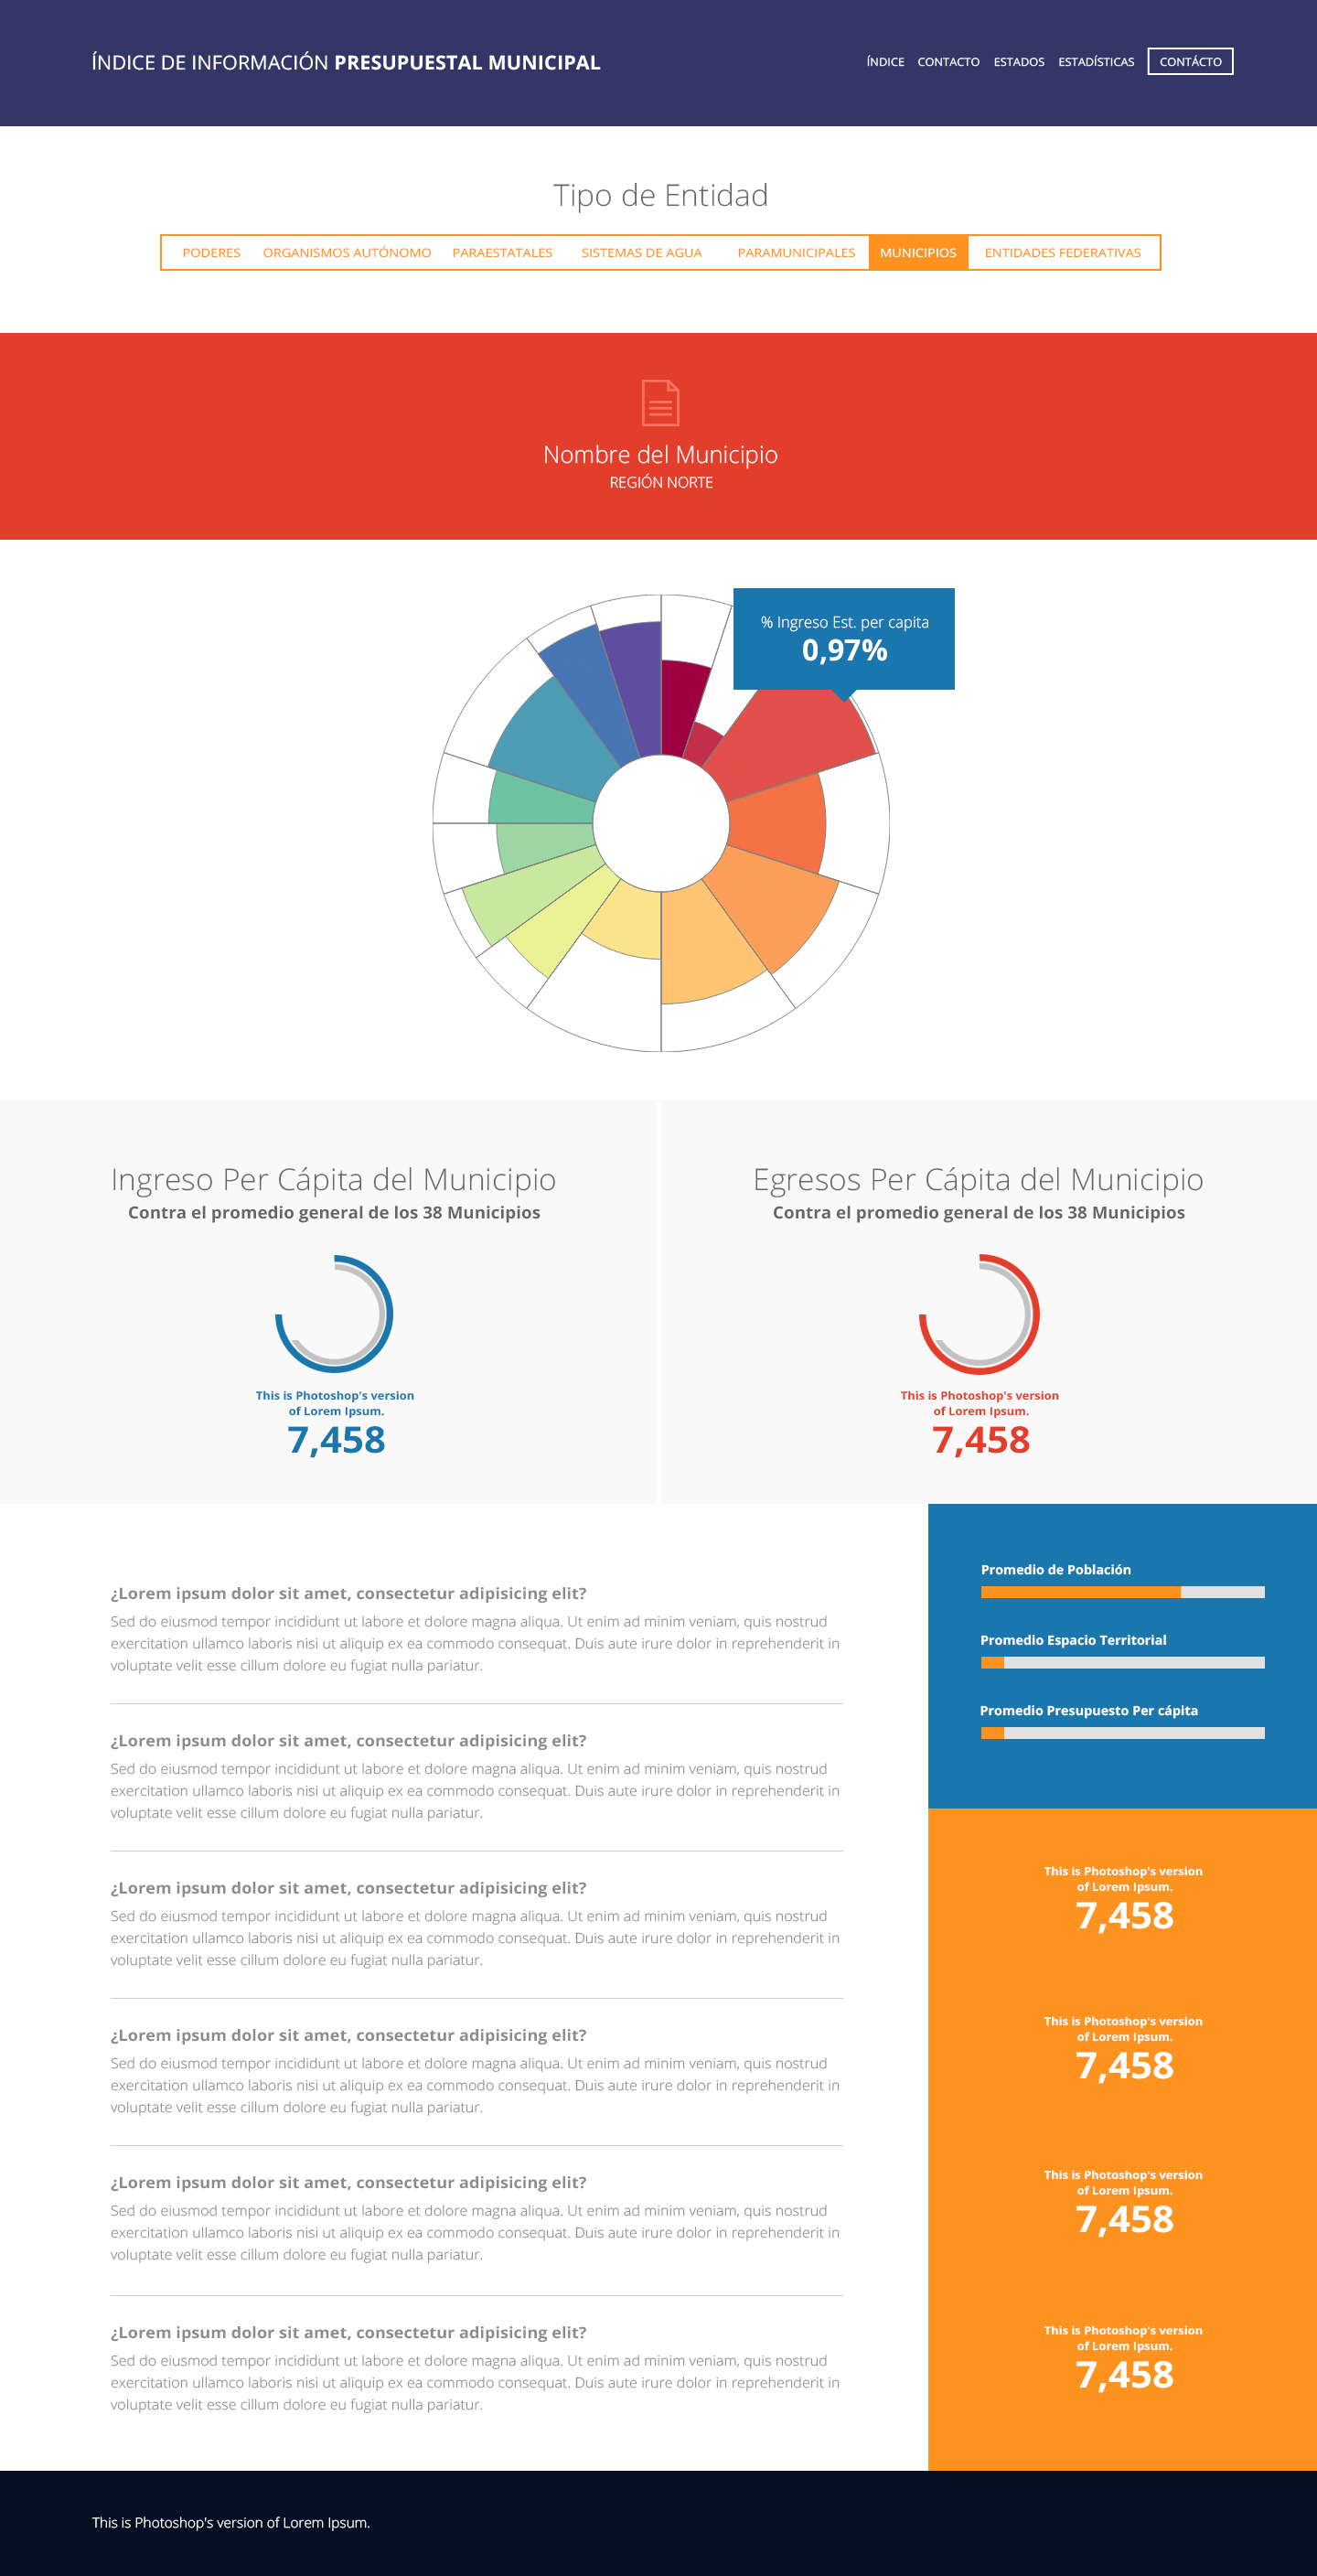 ÍNDICE DE INFORMACIÓN PRESUPUESTAL MUNICIPAL
ÍNDICE CONTACTO ESTADOS ESTADÍSTICAS CONTÁCTO
Tipo de Entidad
PODERES ORGANISMOS AUTÓNOMO PARAESTATALES SISTEMAS DE AGUA PARAMUNICIPALES MUNICIPIOS ENTIDADES FEDERATIVAS
Nombre del Municipio
REGIÓN NORTE
% Ingreso Est. per capita
0,97%
Ingreso Per Cápita del Municipio
Contra el promedio general de los 38 Municipios
This is Photoshop's version
of Lorem Ipsum.
7,458
Egresos Per Cápita del Municipio
Contra el promedio general de los 38 Municipios
This is Photoshop's version
of Lorem Ipsum.
7,458
¿Lorem ipsum dolor sit amet, consectetur adipisicing elit?
Sed do eiusmod tempor incididunt ut labore et dolore magna aliqua. Ut enim ad minim veniam, quis nostrud
exercitation ullamco laboris nisi ut aliquip ex ea commodo consequat. Duis aute irure dolor in reprehenderit in
voluptate velit esse cillum dolore eu fugiat nulla pariatur.
¿Lorem ipsum dolor sit amet, consectetur adipisicing elit?
Sed do eiusmod tempor incididunt ut labore et dolore magna aliqua. Ut enim ad minim veniam, quis nostrud
exercitation ullamco laboris nisi ut aliquip ex ea commodo consequat. Duis aute irure dolor in reprehenderit in
voluptate velit esse cillum dolore eu fugiat nulla pariatur.
¿Lorem ipsum dolor sit amet, consectetur adipisicing elit?
Sed do eiusmod tempor incididunt ut labore et dolore magna aliqua. Ut enim ad minim veniam, quis nostrud
exercitation ullamco laboris nisi ut aliquip ex ea commodo consequat. Duis aute irure dolor in reprehenderit in
voluptate velit esse cillum dolore eu fugiat nulla pariatur.
¿Lorem ipsum dolor sit amet, consectetur adipisicing elit?
Sed do eiusmod tempor incididunt ut labore et dolore magna aliqua. Ut enim ad minim veniam, quis nostrud
exercitation ullamco laboris nisi ut aliquip ex ea commodo consequat. Duis aute irure dolor in reprehenderit in
voluptate velit esse cillum dolore eu fugiat nulla pariatur.
¿Lorem ipsum dolor sit amet, consectetur adipisicing elit?
Sed do eiusmod tempor incididunt ut labore et dolore magna aliqua. Ut enim ad minim veniam, quis nostrud
exercitation ullamco laboris nisi ut aliquip ex ea commodo consequat. Duis aute irure dolor in reprehenderit in
voluptate velit esse cillum dolore eu fugiat nulla pariatur.
¿Lorem ipsum dolor sit amet, consectetur adipisicing elit?
Sed do eiusmod tempor incididunt ut labore et dolore magna aliqua. Ut enim ad minim veniam, quis nostrud
exercitation ullamco laboris nisi ut aliquip ex ea commodo consequat. Duis aute irure dolor in reprehenderit in
voluptate velit esse cillum dolore eu fugiat nulla pariatur.
Promedio de Población
Promedio Espacio Territorial
Promedio Presupuesto Per cápita
This is Photoshop's version
of Lorem Ipsum.
7,458
This is Photoshop's version
of Lorem Ipsum.
7,458
This is Photoshop's version
of Lorem Ipsum.
7,458
This is Photoshop's version
of Lorem Ipsum.
7,458
This is Photoshop's version of Lorem Ipsum.